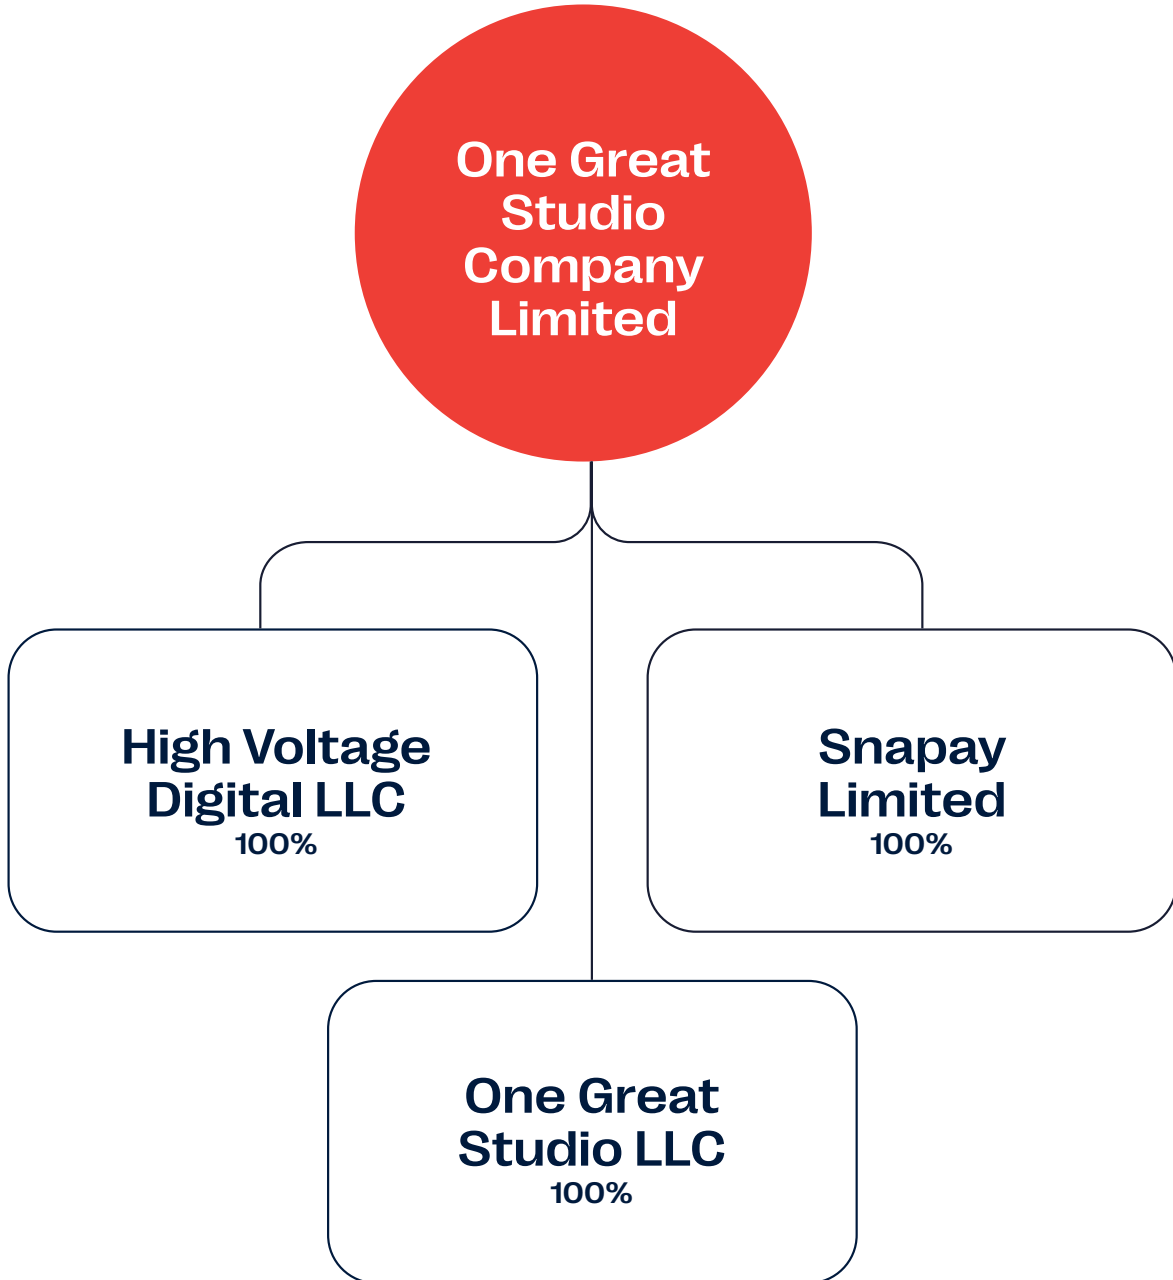 One Great
Studio
Company
Limited
High Voltage
Digital LLC
100%
Snapay
Limited
100%
One Great
Studio LLC
100%